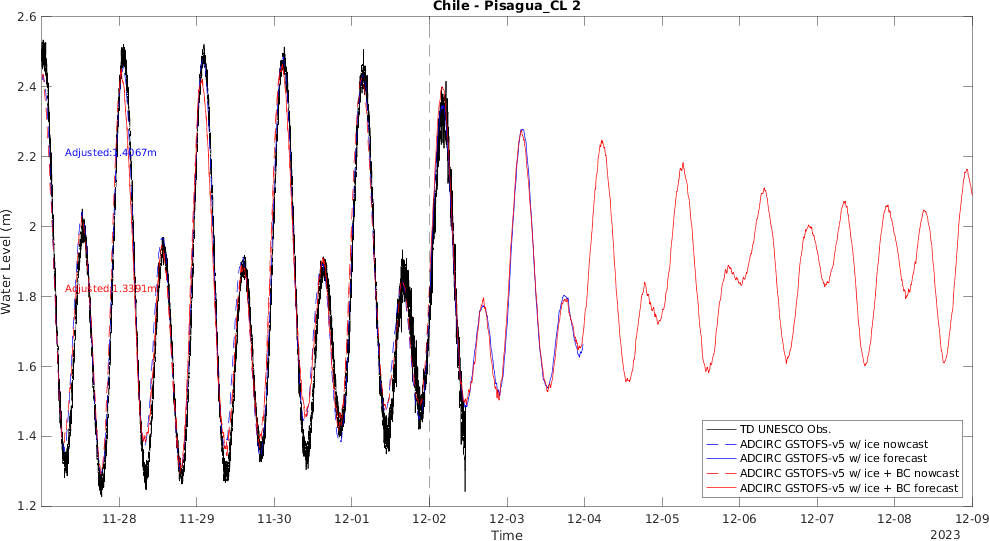 Chile - Pisagua_CL 2
2.6
2.4
2.2
2
1.8
1.6
1.4
1.2
Water Level (m)
Adjusted:1.4067m
Adjusted:1.3391m
TD UNESCO Obs.
ADCIRC GSTOFS-v5 w/ ice nowcast
ADCIRC GSTOFS-v5 w/ ice forecast
ADCIRC GSTOFS-v5 w/ ice + BC nowcast
ADCIRC GSTOFS-v5 w/ ice + BC forecast
11-28 11-29 11-30 12-01 12-02 12-03 12-04 12-05 12-06 12-07 12-08 12-09
Time
2023